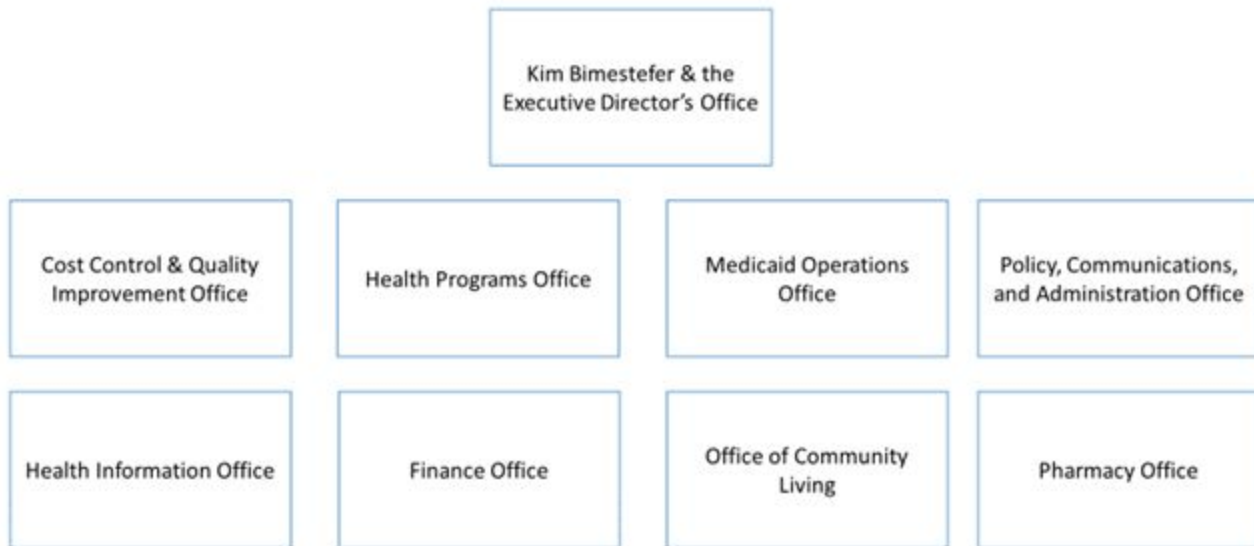 Kim Bimestefer & the
Executive Director's Office
Cost Control & Quality
Improvement Office
Health Programs Office
Medicaid Operations
Office
Policy, Communications,
and Administration Office
Health Information Office
Finance Office
Office of Community
Living
Pharmacy Office